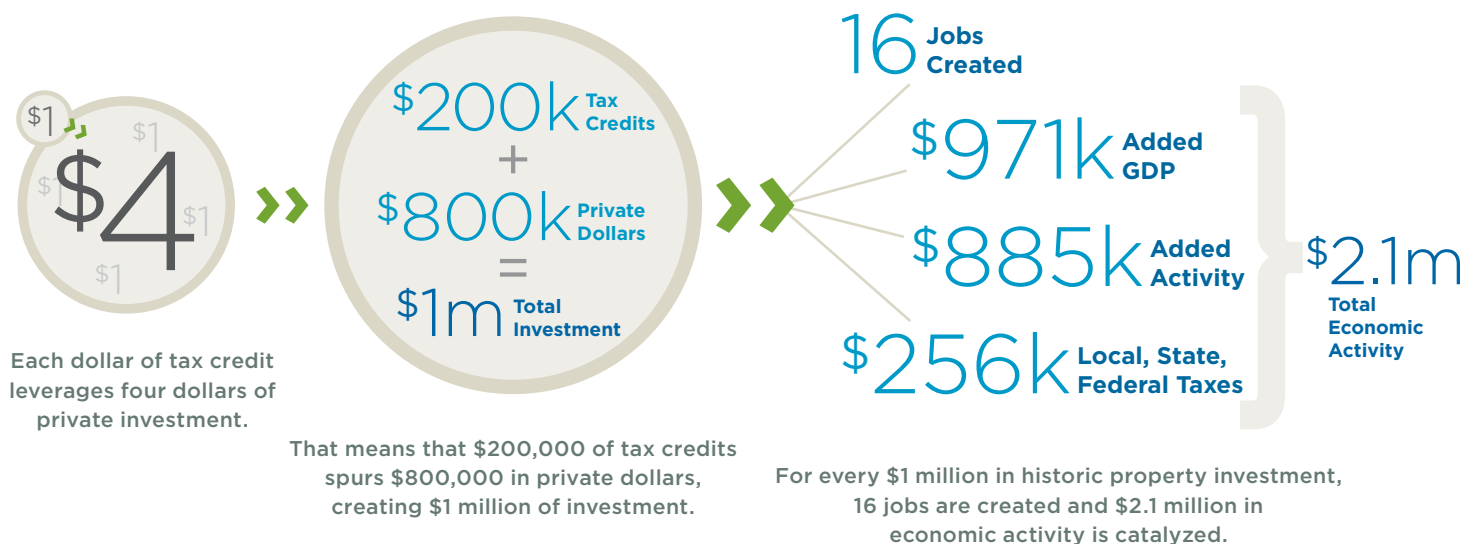 $1
$1
$1
$4
$1
$1
Each dollar of tax credit
leverages four dollars of
private investment.
$200k Tax
Credits
+
$800k Private
Dollars
=
$1m Total
Investment
That means that $200,000 of tax credits
spurs $800,000 in private dollars,
creating $1 million of investment.
16 Jobs
Created
$971k Added
GDP
$885k Added
Activity
$256k Local, State,
Federal Taxes
$2.1m
Total
Economic
Activity
For every $1 million in historic property investment,
16 jobs are created and $2.1 million in
economic activity is catalyzed.